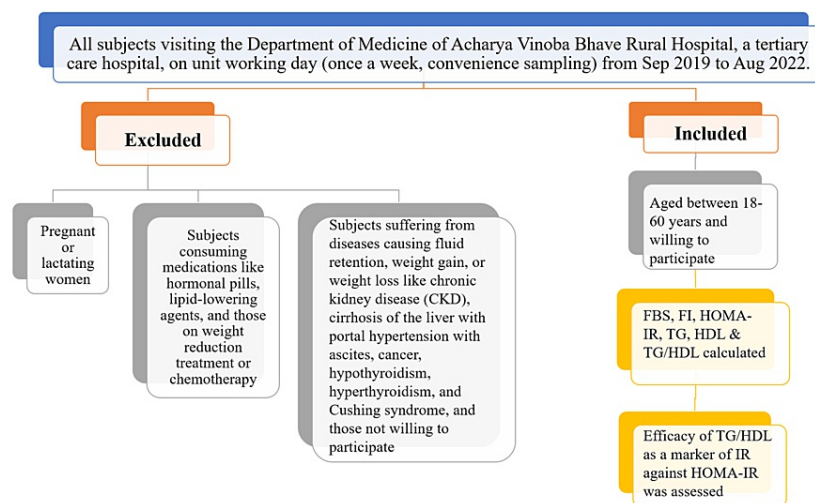 All subjects visiting the Department of Medicine of Acharya Vinoba Bhave Rural Hospital, a tertiary
care hospital, on unit working day (once a week, convenience sampling) from Sep 2019 to Aug 2022.
Excluded
Included
Pregnant
or
lactating
women
Subjects
consuming
medications like
hormonal pills,
lipid-lowering
agents, and those
on weight
reduction
treatment or
chemotherapy
Subjects suffering from
diseases causing fluid
retention, weight gain, or
weight loss like chronic
kidney disease (CKD),
cirrhosis of the liver with
portal hypertension with
ascites, cancer,
hypothyroidism,
hyperthyroidism, and
Cushing syndrome, and
those not willing to
participate
Aged between 18-
60 years and
willing to
participate
FBS, FI, HOMA-
IR, TG, HDL &
TG/HDL calculated
Efficacy of TG/HDL
as a marker of IR
against HOMA-IR
was assessed